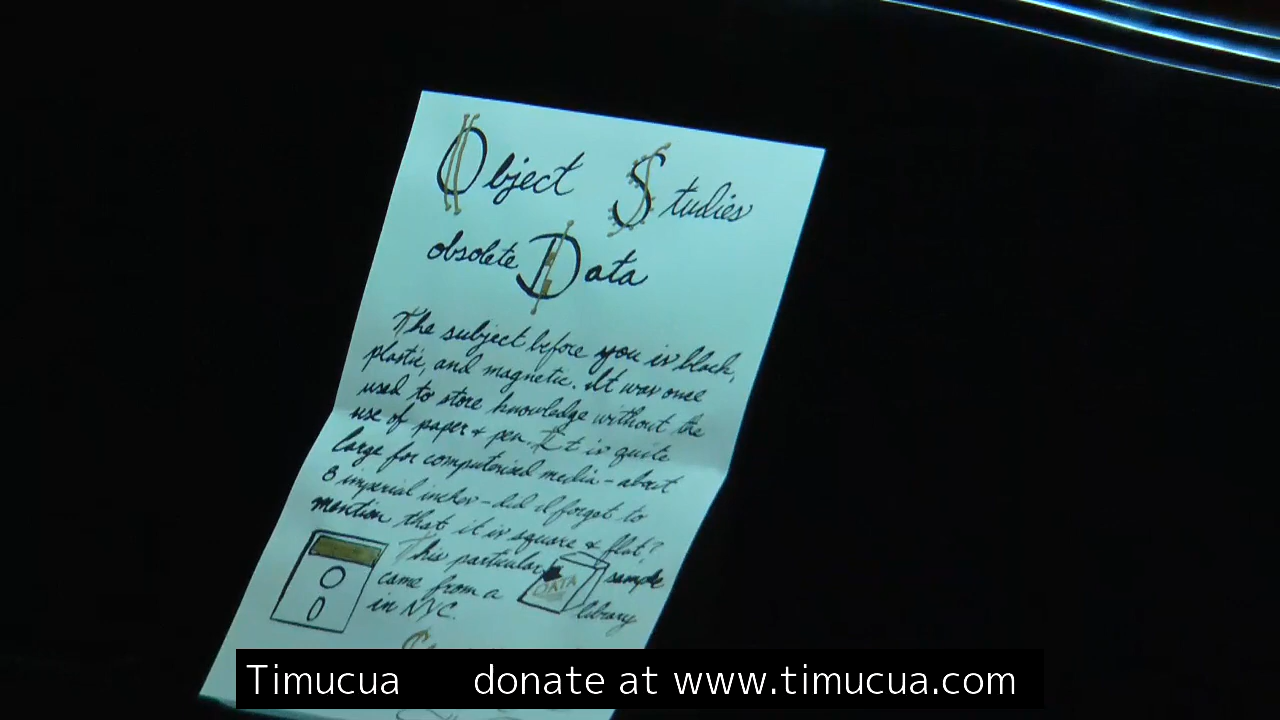 Object Studies
obsolete Data
The subject before you is black,
plastic, and magnetic. It was once
used to store knowledge without the
use of paper & pen. It is quite
large for computerised media - about
8 imperial inches - did I forget to
mention that it is square & flat?
This particular DATA sample
came from a library
in NYC.
Timucua donate at www.timucua.com